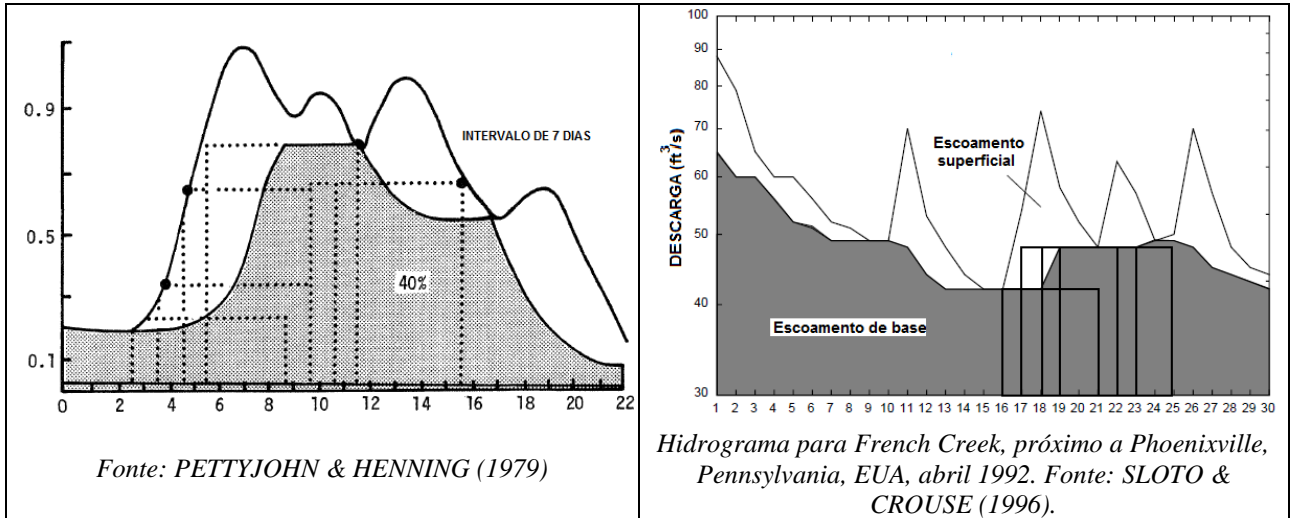 0.9
0.5
0.1
0 2 4 6 8 10 12 14 16 18 20 22
INTERVALO DE 7 DIAS
40%
Fonte: PETTYJOHN & HENNING (1979)
100
90
80
70
60
50
40
30
DESCARGA (ft³/s)
Escoamento
superficial
Escoamento de base
1 2 3 4 5 6 7 8 9 10 11 12 13 14 15 16 17 18 19 20 21 22 23 24 25 26 27 28 29 30
Hidrograma para French Creek, próximo a Phoenixville,
Pennsylvania, EUA, abril 1992. Fonte: SLOTO &
CROUSE (1996).